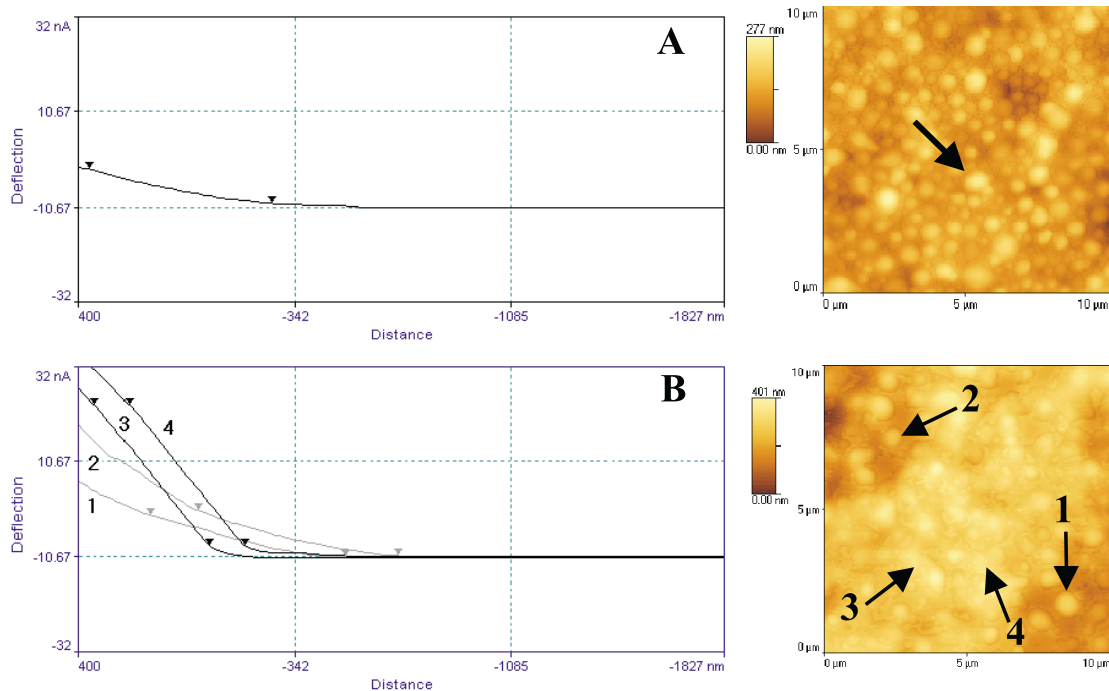 A
32 nA
10.67
-10.67
-32
Deflection
400
-342
-1085
-1827 nm
Distance
277 nm
0.00 nm
10 µm
5 µm
0 µm
0 µm
5 µm
10 µm
B
32 nA
10.67
-10.67
-32
Deflection
1
2
3
4
400
-342
-1085
-1827 nm
Distance
401 nm
0.00 nm
10 µm
5 µm
0 µm
2
1
3
4
0 µm
5 µm
10 µm